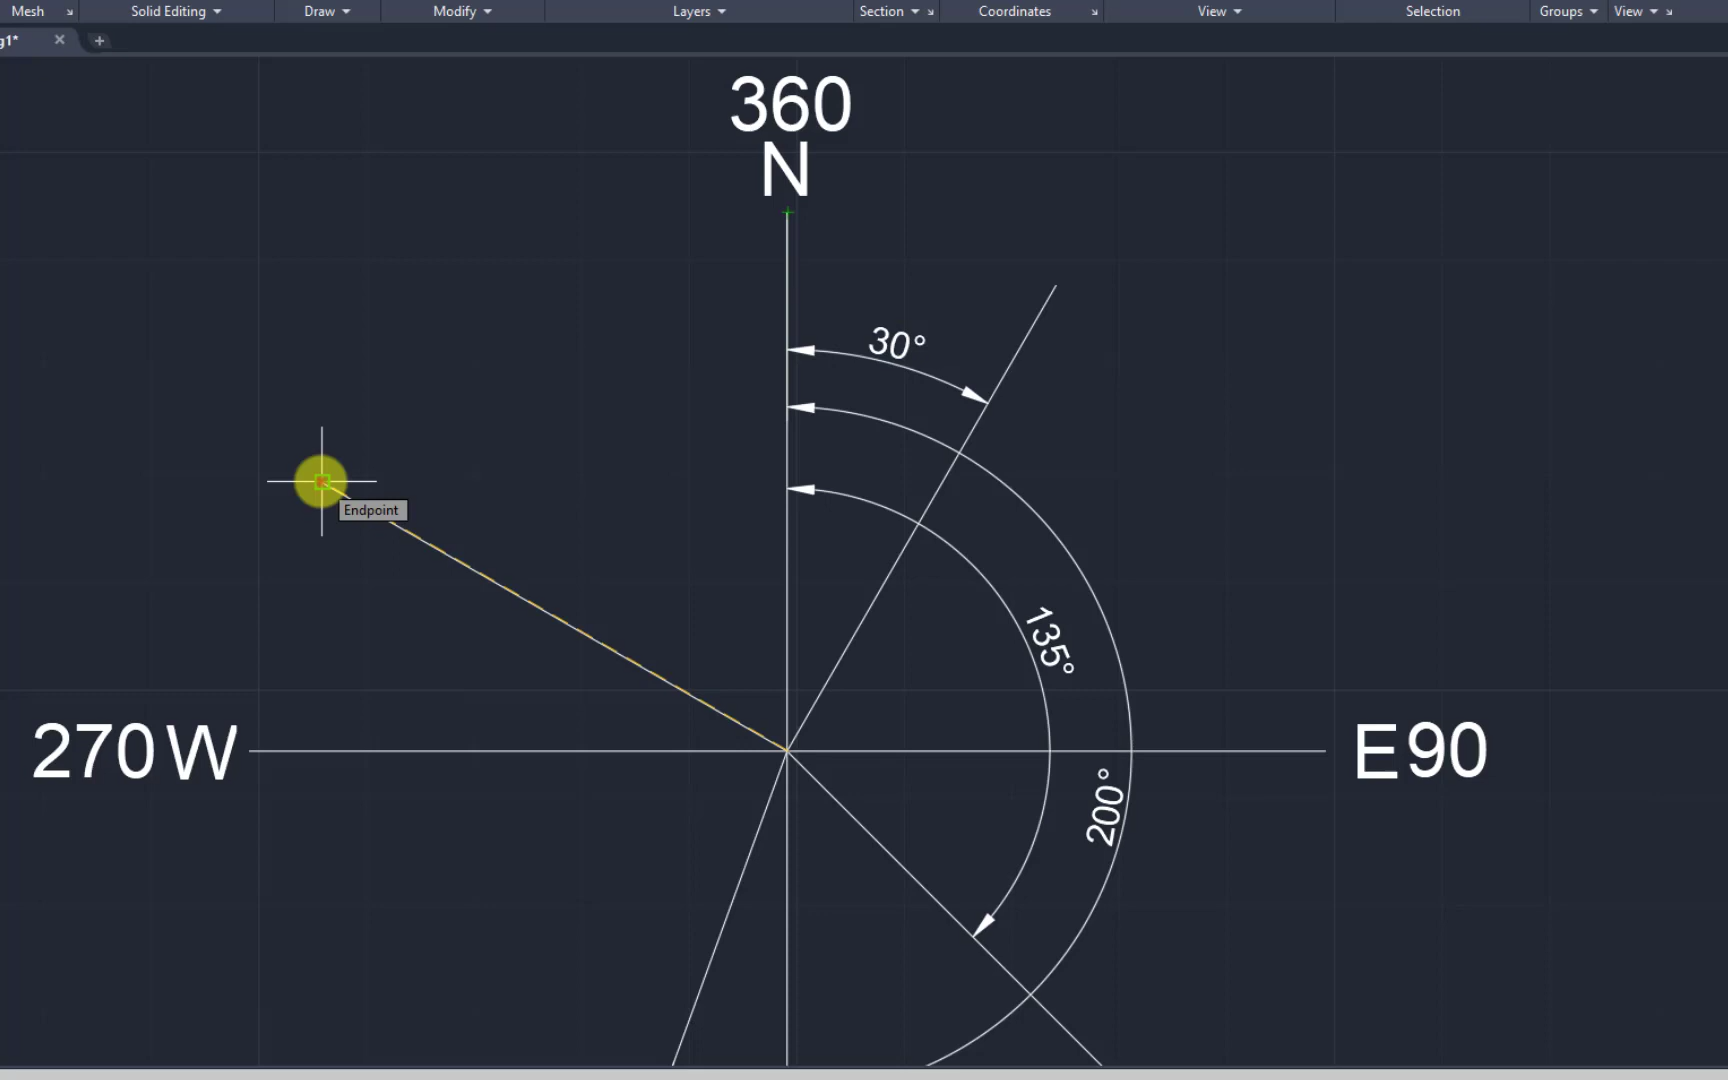 Mesh Solid Editing Draw Modify Layers Section Coordinates View Selection Groups View
g1*
360
N
30°
Endpoint
135°
270 W
E 90
200°